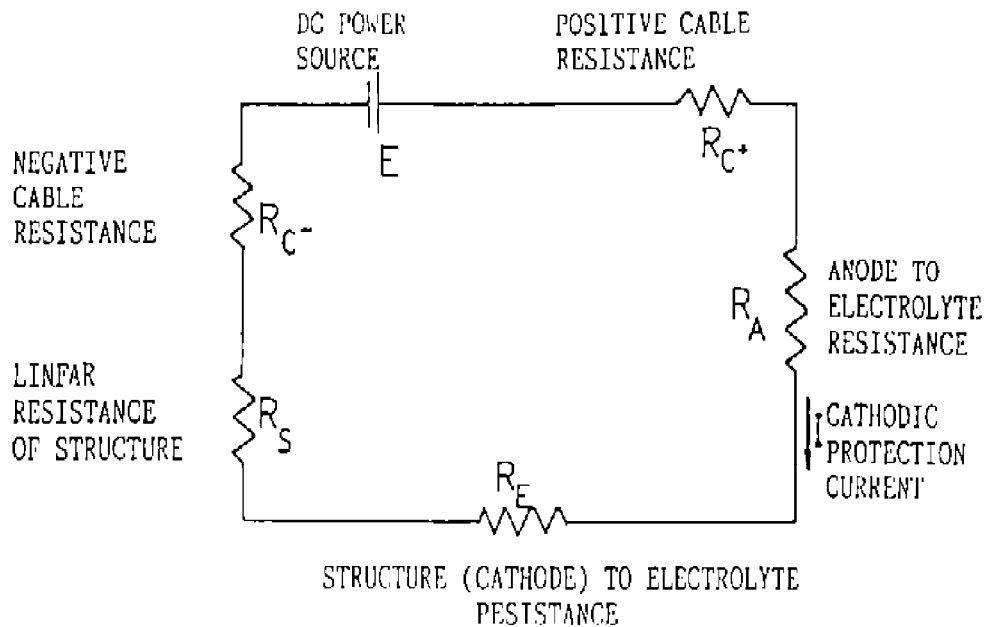 DC POWER
SOURCE
POSITIVE CABLE
RESISTANCE
E
R_C+
NEGATIVE
CABLE
RESISTANCE
R_C-
R_A
ANODE TO
ELECTROLYTE
RESISTANCE
LINFAR
RESISTANCE
OF STRUCTURE
R_S
I
CATHODIC
PROTECTION
CURRENT
R_E
STRUCTURE (CATHODE) TO ELECTROLYTE
PESISTANCE